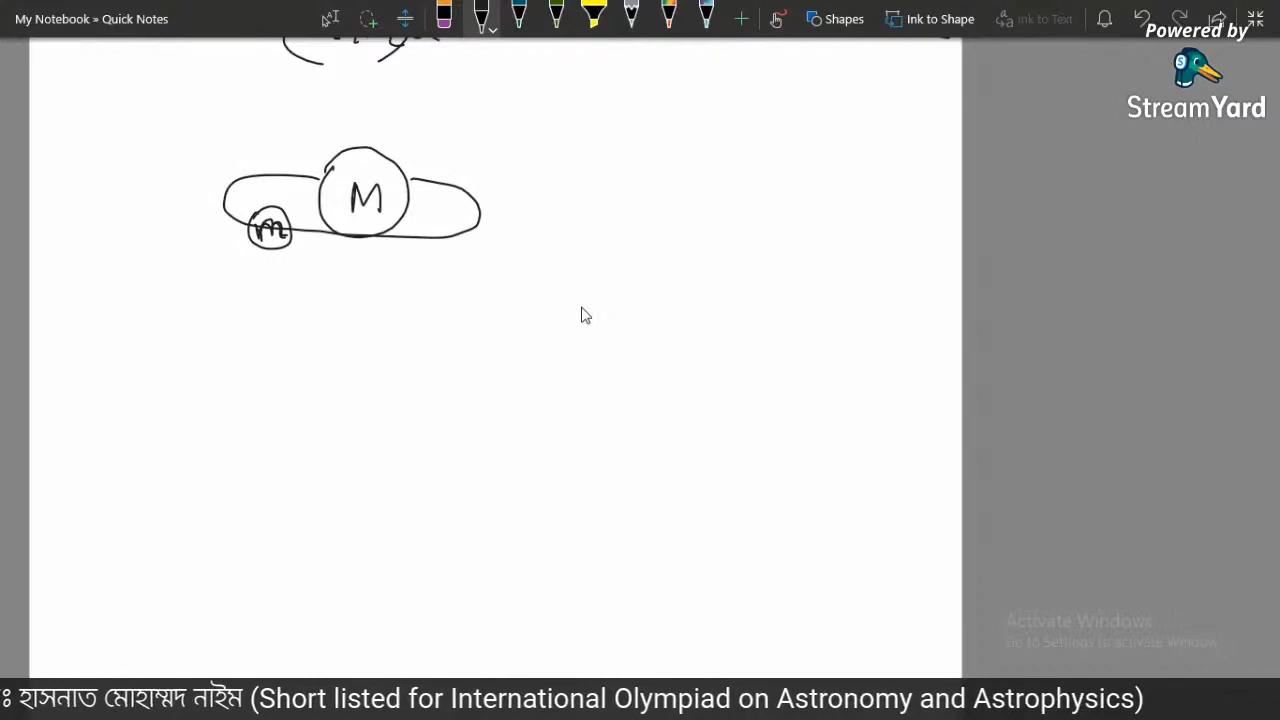 My Notebook » Quick Notes
Shapes
Ink to Shape
Ink to Text
Powered by
S
StreamYard
M
m
Activate Windows
Go to Settings to activate Window
ঃ হাসনাত মোহাম্মদ নাইম (Short listed for International Olympiad on Astronomy and Astrophysics)